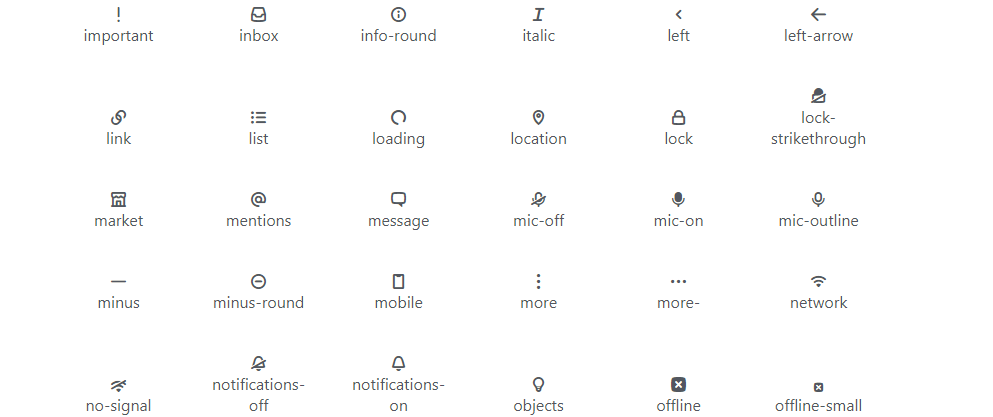 important
inbox
info-round
italic
left
left-arrow
link
list
loading
location
lock
lock-
strikethrough
market
mentions
message
mic-off
mic-on
mic-outline
minus
minus-round
mobile
more
more-
network
no-signal
notifications-
off
notifications-
on
objects
offline
offline-small